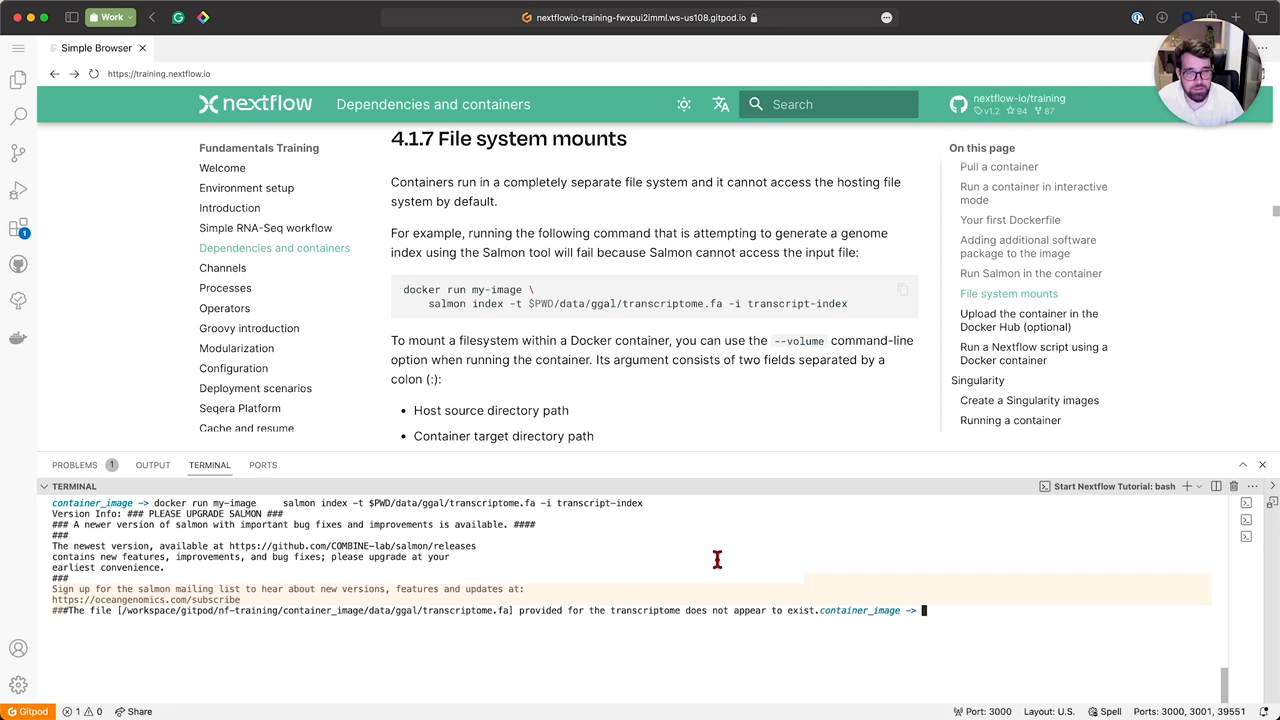 Work
nextflowio-training-fwxpui2imml.ws-us108.gitpod.io
Simple Browser
https://training.nextflow.io
nextflow
Dependencies and containers
Search
nextflow-io/training
v1.2 94 87
Fundamentals Training
Welcome
Environment setup
Introduction
Simple RNA-Seq workflow
Dependencies and containers
Channels
Processes
Operators
Groovy introduction
Modularization
Configuration
Deployment scenarios
Seqera Platform
Cache and resume
4.1.7 File system mounts
Containers run in a completely separate file system and it cannot access the hosting file
system by default.
For example, running the following command that is attempting to generate a genome
index using the Salmon tool will fail because Salmon cannot access the input file:
docker run my-image \
salmon index -t $PWD/data/ggal/transcriptome.fa -i transcript-index
To mount a filesystem within a Docker container, you can use the --volume command-line
option when running the container. Its argument consists of two fields separated by a
colon (:):
• Host source directory path
• Container target directory path
On this page
Pull a container
Run a container in interactive
mode
Your first Dockerfile
Adding additional software
package to the image
Run Salmon in the container
File system mounts
Upload the container in the
Docker Hub (optional)
Run a Nextflow script using a
Docker container
Singularity
Create a Singularity images
Running a container
1
PROBLEMS 1 OUTPUT TERMINAL PORTS
TERMINAL
Start Nextflow Tutorial: bash
container_image -> docker run my-image     salmon index -t $PWD/data/ggal/transcriptome.fa -i transcript-index
Version Info: ### PLEASE UPGRADE SALMON ###
### A newer version of salmon with important bug fixes and improvements is available. ####
###
The newest version, available at https://github.com/COMBINE-lab/salmon/releases
contains new features, improvements, and bug fixes; please upgrade at your
earliest convenience.
###
Sign up for the salmon mailing list to hear about new versions, features and updates at:
https://oceangenomics.com/subscribe
###The file [/workspace/gitpod/nf-training/container_image/data/ggal/transcriptome.fa] provided for the transcriptome does not appear to exist.container_image ->
Gitpod 1 0 Share
Port: 3000 Layout: U.S. Spell Ports: 3000, 3001, 39551